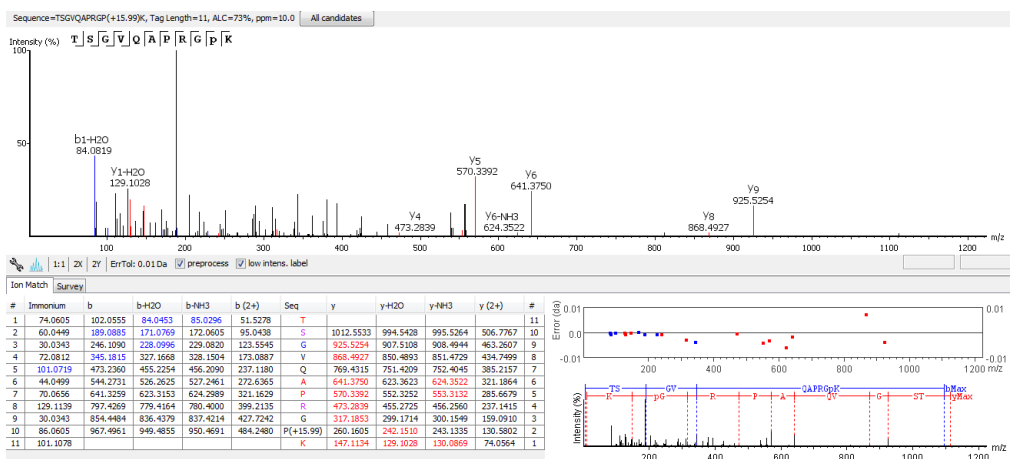 Sequence=TSGVQAPRGP(+15.99)K, Tag Length=11, ALC=73%, ppm=10.0 All candidates
Intensity (%) T S G V Q A P R G p K
100
50
b1-H2O
84.0819
y1-H2O
129.1028
y4
473.2839
y5
570.3392
y6-NH3
624.3522
y6
641.3750
y8
868.4927
y9
925.5254
100 200 300 400 500 600 700 800 900 1000 1100 1200 m/z
1:1 2X 2Y ErrTol: 0.01 Da preprocess low intens. label
Ion Match Survey
# Immonium b b-H2O b-NH3 b (2+) Seq y y-H2O y-NH3 y (2+) #
1 74.0605 102.0555 84.0453 85.0296 51.5278 T 11
2 60.0449 189.0885 171.0769 172.0605 95.0438 S 1012.5533 994.5428 995.5264 506.7767 10
3 30.0343 246.1090 228.0996 229.0820 123.5545 G 925.5254 907.5108 908.4944 463.2607 9
4 72.0812 345.1815 327.1668 328.1504 173.0887 V 868.4927 850.4893 851.4729 434.7499 8
5 101.0719 473.2360 455.2254 456.2090 237.1180 Q 769.4315 751.4209 752.4045 385.2157 7
6 44.0499 544.2731 526.2625 527.2461 272.6365 A 641.3750 623.3623 624.3522 321.1864 6
7 70.0656 641.3259 623.3153 624.2989 321.1629 P 570.3392 552.3252 553.3132 285.6679 5
8 129.1139 797.4269 779.4164 780.4000 399.2135 R 473.2839 455.2725 456.2560 237.1415 4
9 30.0343 854.4484 836.4379 837.4214 427.7242 G 317.1853 299.1714 300.1549 159.0910 3
10 86.0605 967.4961 949.4855 950.4691 484.2480 P(+15.99) 260.1605 242.1510 243.1335 130.5802 2
11 101.1078 K 147.1134 129.1028 130.0869 74.0564 1
Error (da)
0.01 0.01
0.0 0.0
-0.01 -0.01
200 400 600 800 1000 1200 m/z
Intensity (%)
TS GV QAPRGpK bMax
K pG R P A QV G ST yMax
200 400 600 800 1000 1200 m/z